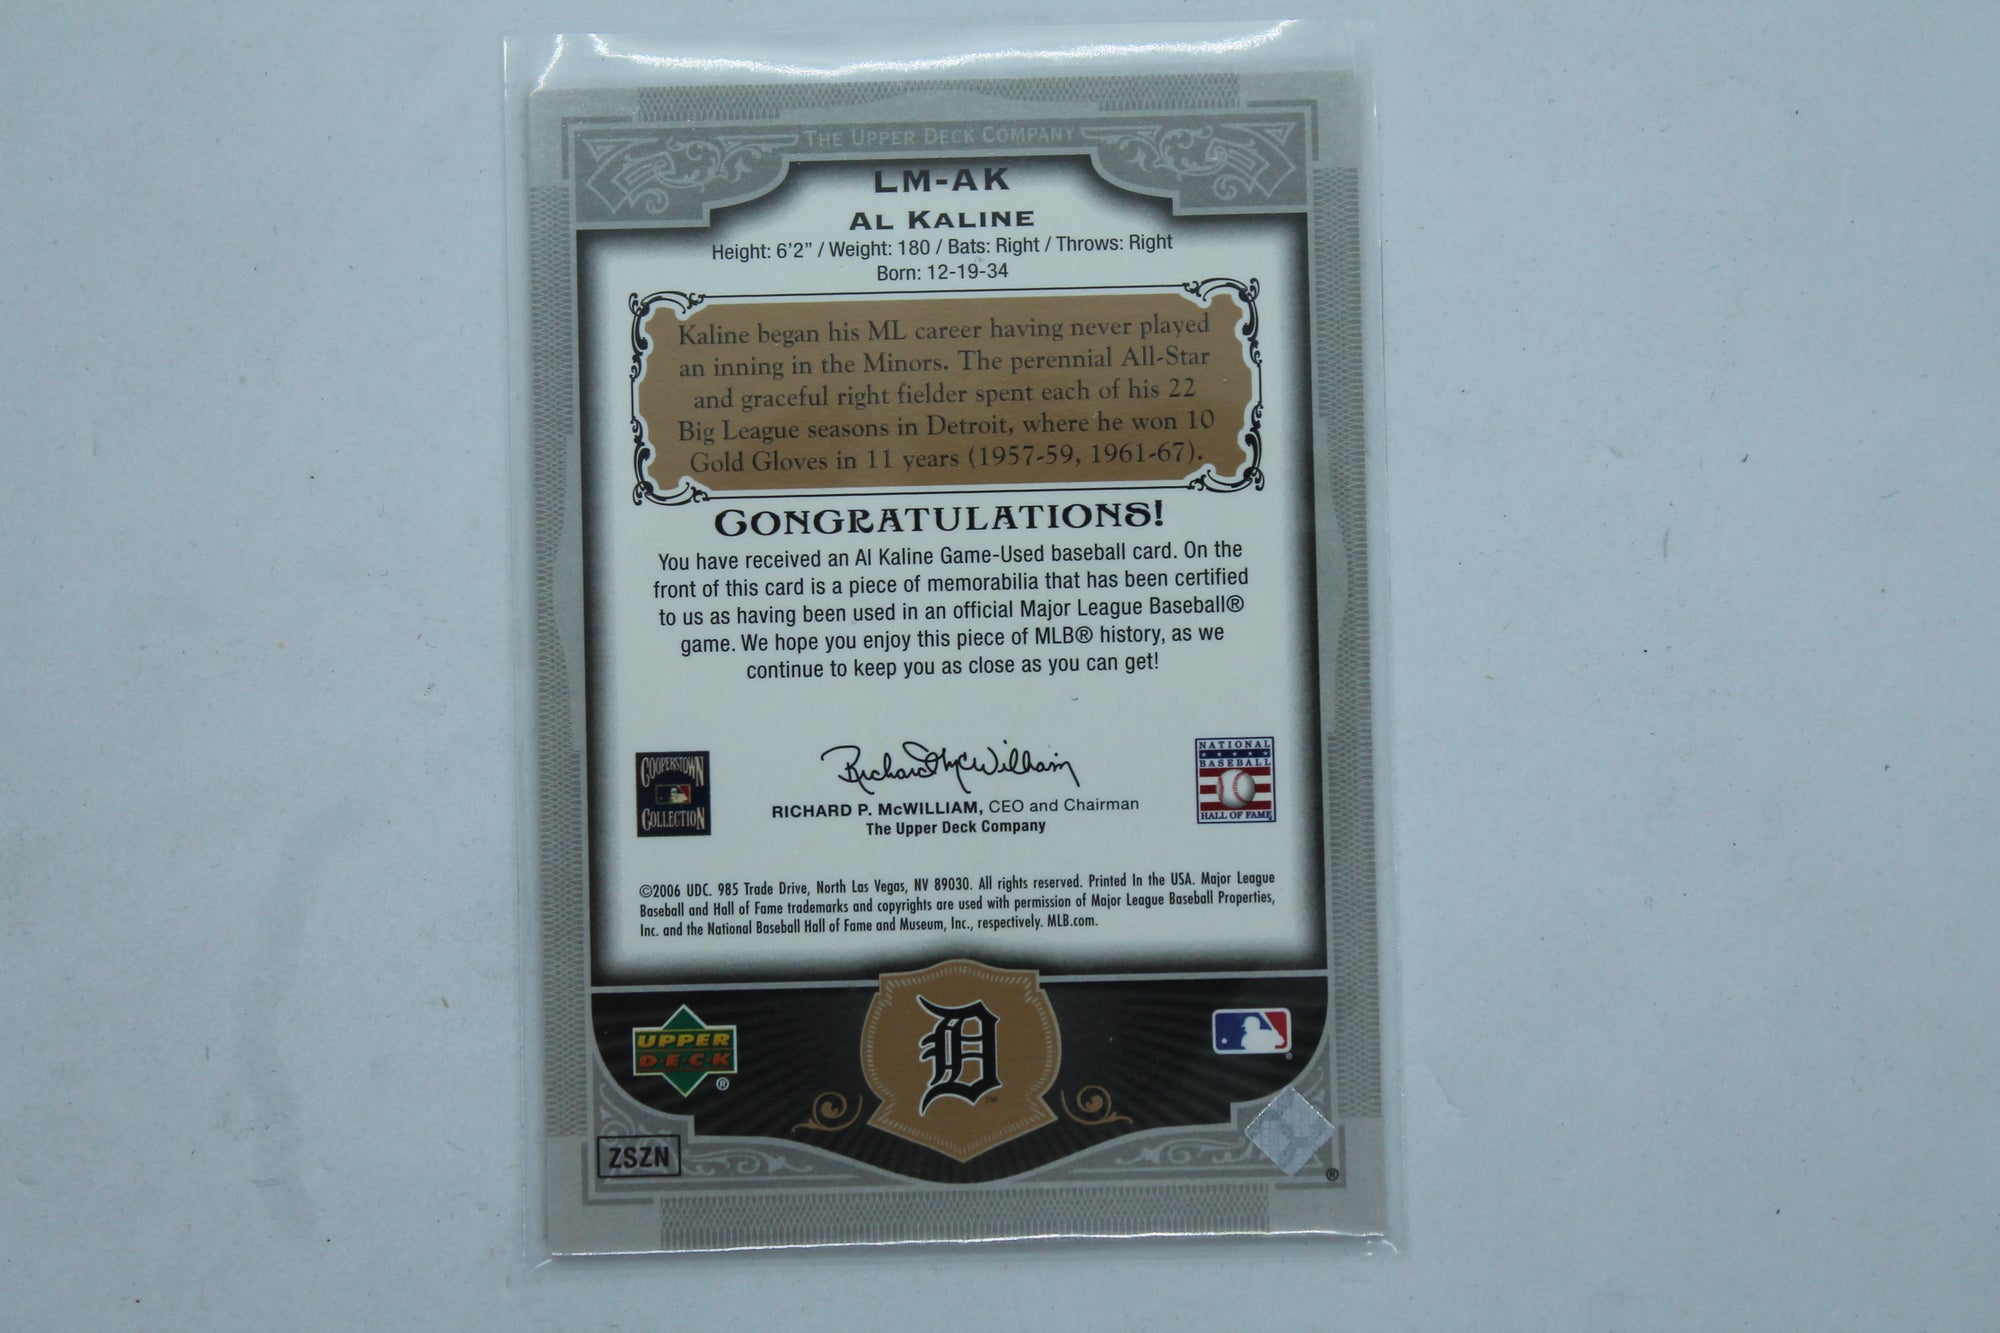 THE UPPER DECK COMPANY
LM-AK
AL KALINE
Height: 6'2" / Weight: 180 / Bats: Right / Throws: Right
Born: 12-19-34
Kaline began his ML career having never played
an inning in the Minors. The perennial All-Star
and graceful right fielder spent each of his 22
Big League seasons in Detroit, where he won 10
Gold Gloves in 11 years (1957-59, 1961-67).
CONGRATULATIONS!
You have received an Al Kaline Game-Used baseball card. On the
front of this card is a piece of memorabilia that has been certified
to us as having been used in an official Major League Baseball®
game. We hope you enjoy this piece of MLB® history, as we
continue to keep you as close as you can get!
Richard McWilliam
RICHARD P. McWILLIAM, CEO and Chairman
The Upper Deck Company
COOPERSTOWN
COLLECTION
NATIONAL
BASEBALL
HALL OF FAME
©2006 UDC. 985 Trade Drive, North Las Vegas, NV 89030. All rights reserved. Printed In the USA. Major League
Baseball and Hall of Fame trademarks and copyrights are used with permission of Major League Baseball Properties,
Inc. and the National Baseball Hall of Fame and Museum, Inc., respectively. MLB.com.
UPPER
D·E·C·K
®
D
™
®
ZSZN
®